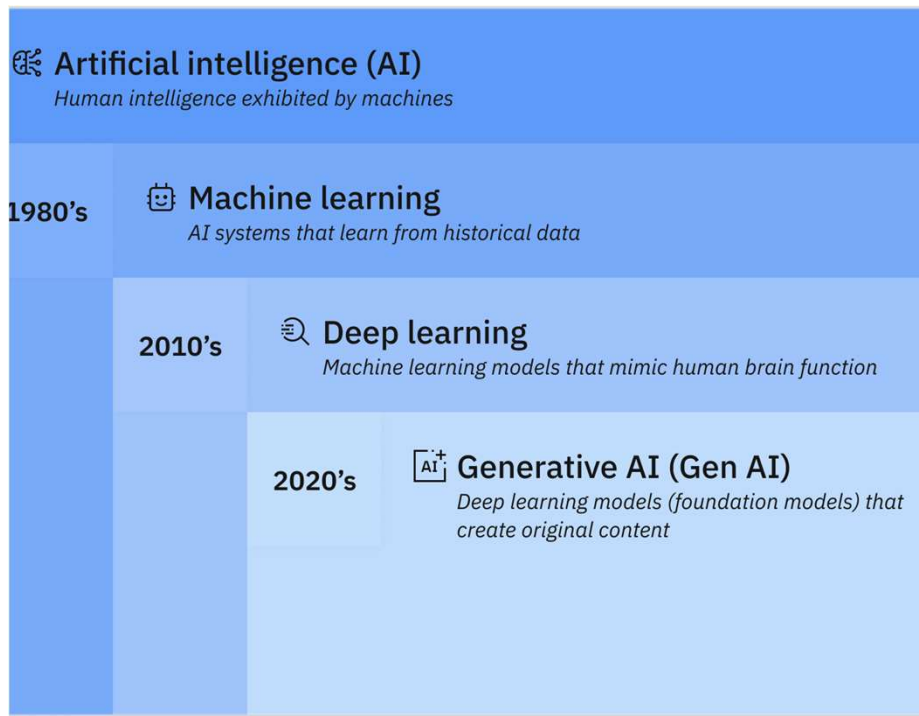 Artificial intelligence (AI)
Human intelligence exhibited by machines
1980’s
Machine learning
AI systems that learn from historical data
2010’s
Deep learning
Machine learning models that mimic human brain function
2020’s
AI
Generative AI (Gen AI)
Deep learning models (foundation models) that
create original content